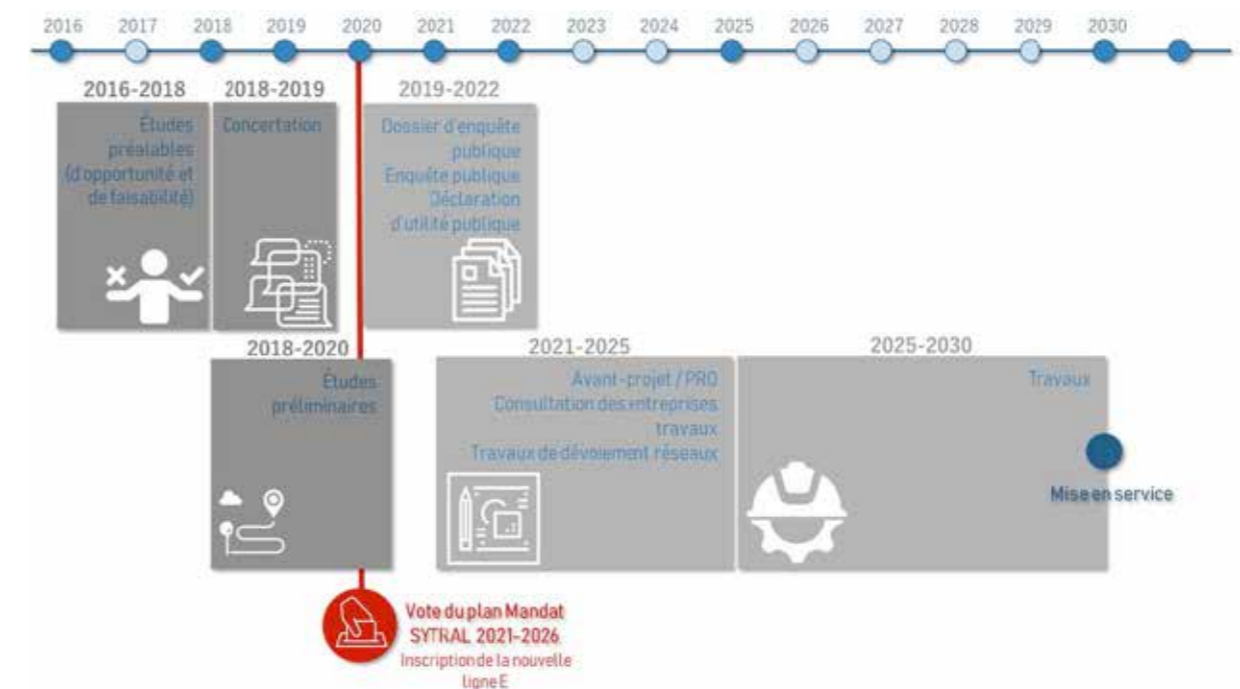 2016 2017 2018 2019 2020 2021 2022 2023 2024 2025 2026 2027 2028 2029 2030
2016-2018
Études
préalables
(d'opportunité et
de faisabilité)
2018-2019
Concertation
2019-2022
Dossier d'enquête
publique
Enquête publique
Déclaration
d'utilité publique
2018-2020
Études
préliminaires
2021-2025
Avant-projet / PRO
Consultation des entreprises
travaux
Travaux de dévoiement réseaux
2025-2030
Travaux
Mise en service
Vote du plan Mandat
SYTRAL 2021-2026
Inscription de la nouvelle
ligne E